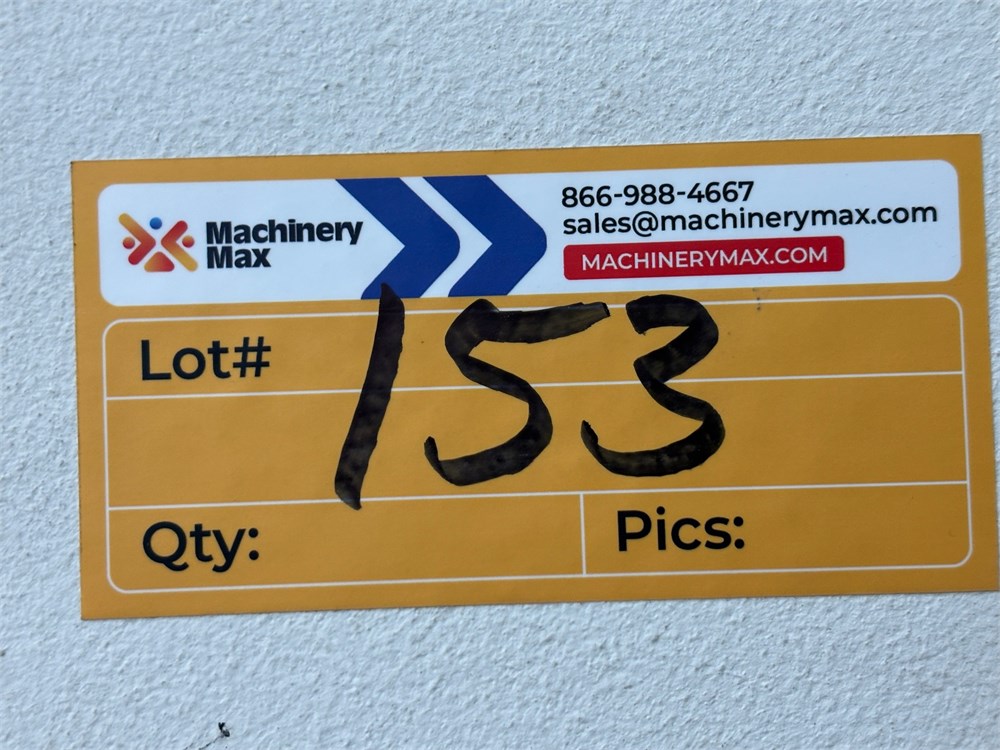 Machinery
Max
866-988-4667
sales@machinerymax.com
MACHINERYMAX.COM
Lot# 153
Qty:
Pics: